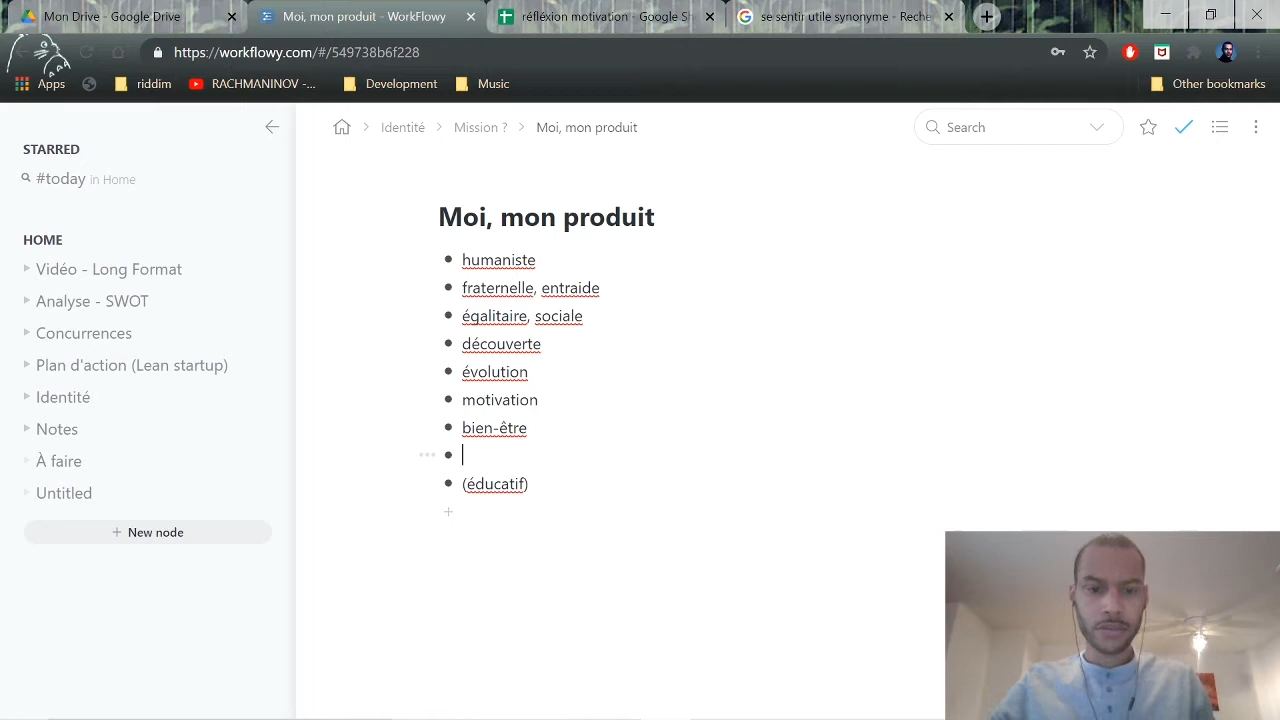 Mon Drive - Google Drive
Moi, mon produit - WorkFlowy
réfléxion motivation - Google Sh
se sentir utile synonyme - Reche
https://workflowy.com/#/549738b6f228
Apps
riddim
RACHMANINOV -...
Development
Music
Other bookmarks
Identité
Mission ?
Moi, mon produit
Search
STARRED
#today in Home
HOME
Vidéo - Long Format
Analyse - SWOT
Concurrences
Plan d'action (Lean startup)
Identité
Notes
À faire
Untitled
+ New node
Moi, mon produit
humaniste
fraternelle, entraide
égalitaire, sociale
découverte
évolution
motivation
bien-être
(éducatif)